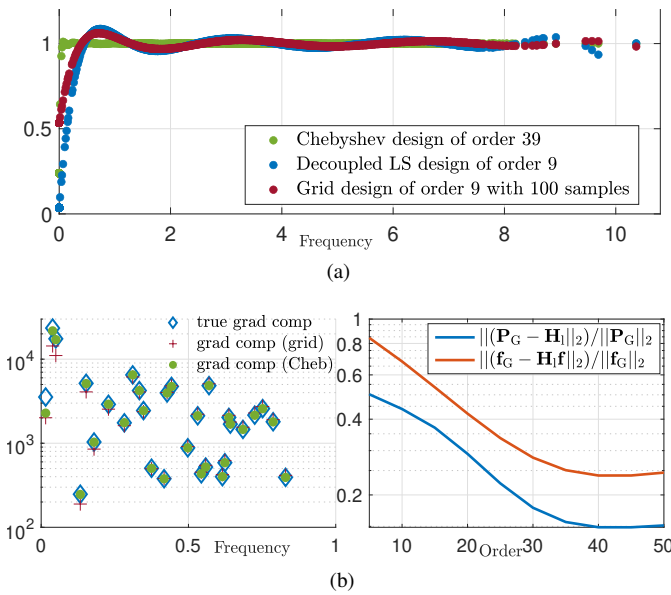 1
0.5
0
Chebyshev design of order 39
Decoupled LS design of order 9
Grid design of order 9 with 100 samples
0 2 4 6 8 10
Frequency
(a)
true grad comp
grad comp (grid)
grad comp (Cheb)
10^4
10^3
10^2
0 0.5 1
Frequency
1
0.8
0.6
0.4
0.2
||(P_G − H_l||_2)/||P_G||_2
||(f_G − H_l f||_2)/||f_G||_2
10 20 30 40 50
Order
(b)